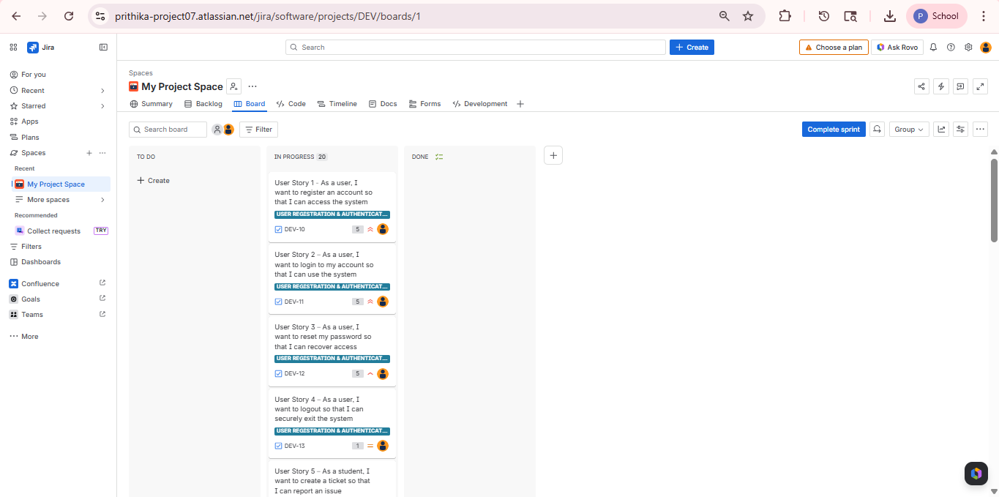 prithika-project07.atlassian.net/jira/software/projects/DEV/boards/1
P School
Jira
Search
Create
Choose a plan
Ask Rovo
For you
Recent
Starred
Apps
Plans
Spaces
Recent
My Project Space
More spaces
Recommended
Collect requests TRY
Filters
Dashboards
Confluence
Goals
Teams
More
Spaces
My Project Space
Summary Backlog Board Code Timeline Docs Forms Development
Search board
Filter
Complete sprint
Group
TO DO
Create
IN PROGRESS 20
User Story 1 - As a user, I
want to register an account so
that I can access the system
USER REGISTRATION & AUTHENTICAT...
DEV-10 5
User Story 2 – As a user, I
want to login to my account so
that I can use the system
USER REGISTRATION & AUTHENTICAT...
DEV-11 5
User Story 3 – As a user, I
want to reset my password so
that I can recover access
USER REGISTRATION & AUTHENTICAT...
DEV-12 5
User Story 4 – As a user, I
want to logout so that I can
securely exit the system
USER REGISTRATION & AUTHENTICAT...
DEV-13 1
User Story 5 – As a student, I
want to create a ticket so that
I can report an issue
DONE